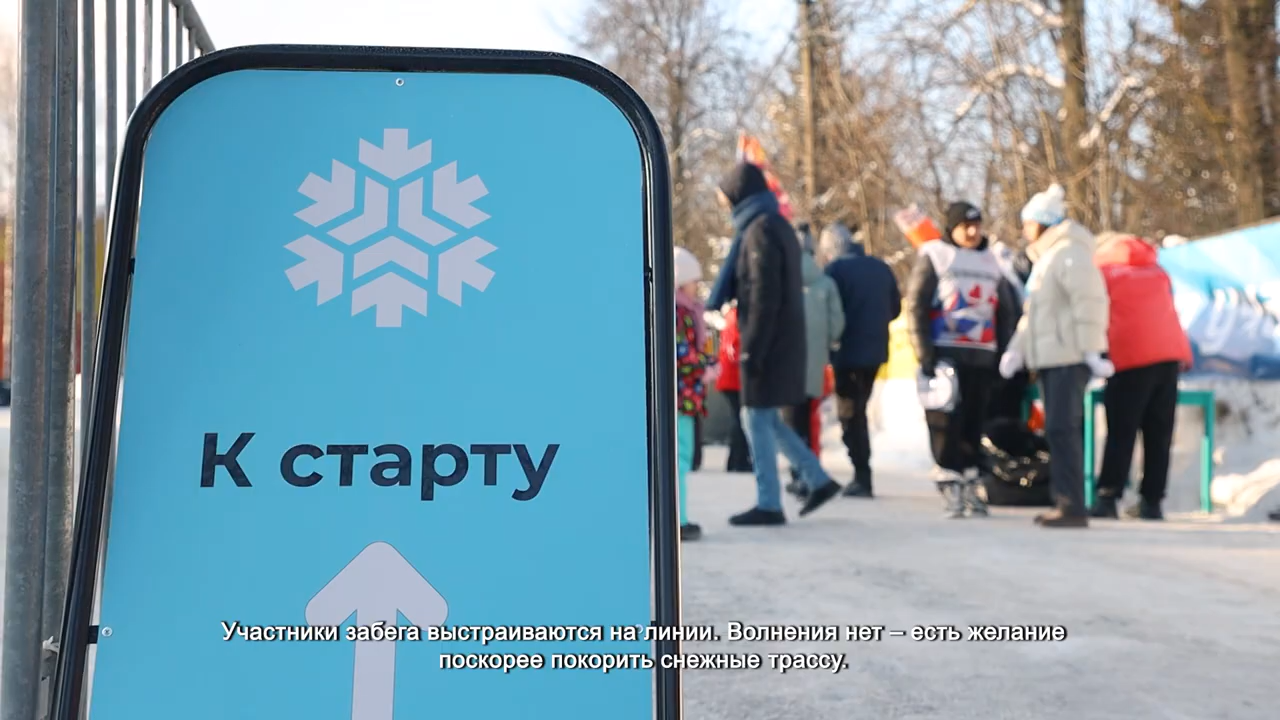 К старту
Участники забега выстраиваются на линии. Волнения нет – есть желание
поскорее покорить снежные трассу.